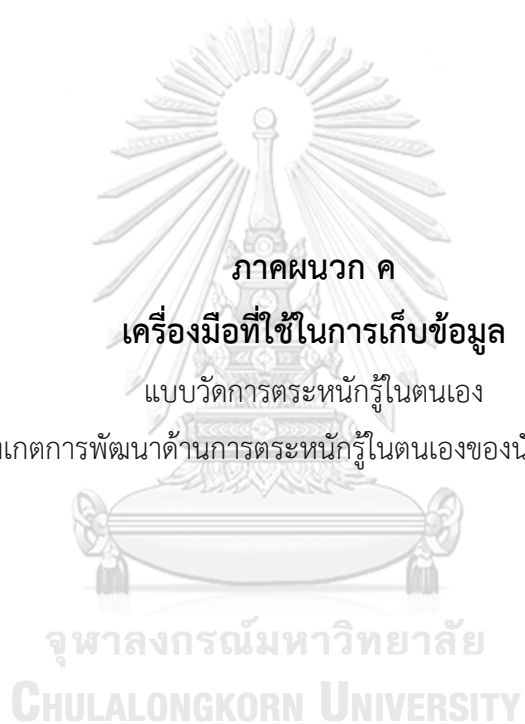 ภาคผนวก ค
เครื่องมือที่ใช้ในการเก็บข้อมูล
แบบวัดการตระหนักรู้ในตนเอง
เกตการพัฒนาด้านการตระหนักรู้ในตนเองของ
จุฬาลงกรณ์มหาวิทยาลัย
CHULALONGKORN UNIVERSITY